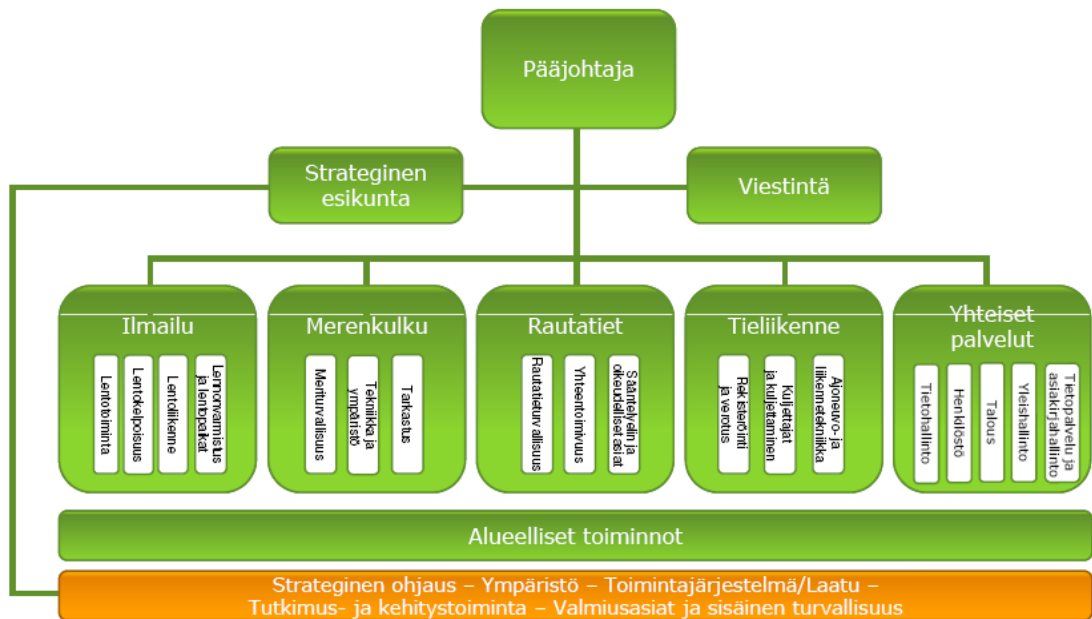 Pääjohtaja
Strateginen
esikunta
Viestintä
Ilmailu
Lentotoiminta
Lentokelpoisuus
Lentoliikenne
Lennonvarmistus
ja lentopaikat
Merenkulku
Meriturvallisuus
Tekniikka ja
ympäristö
Tarkastus
Rautatiet
Rautatieturvallisuus
Yhteentoimivuus
Sääntelyelin ja
oikeudelliset asiat
Tieliikenne
Rekisteröinti
ja verotus
Kuljettajat
ja kuljettaminen
Ajoneuvo- ja
liikennetekniikka
Yhteiset
palvelut
Tietohallinto
Henkilöstö
Talous
Yleishallinto
Tietopalvelu ja
asiakirjahallinto
Alueelliset toiminnot
Strateginen ohjaus – Ympäristö – Toimintajärjestelmä/Laatu –
Tutkimus- ja kehitystoiminta – Valmiusasiat ja sisäinen turvallisuus